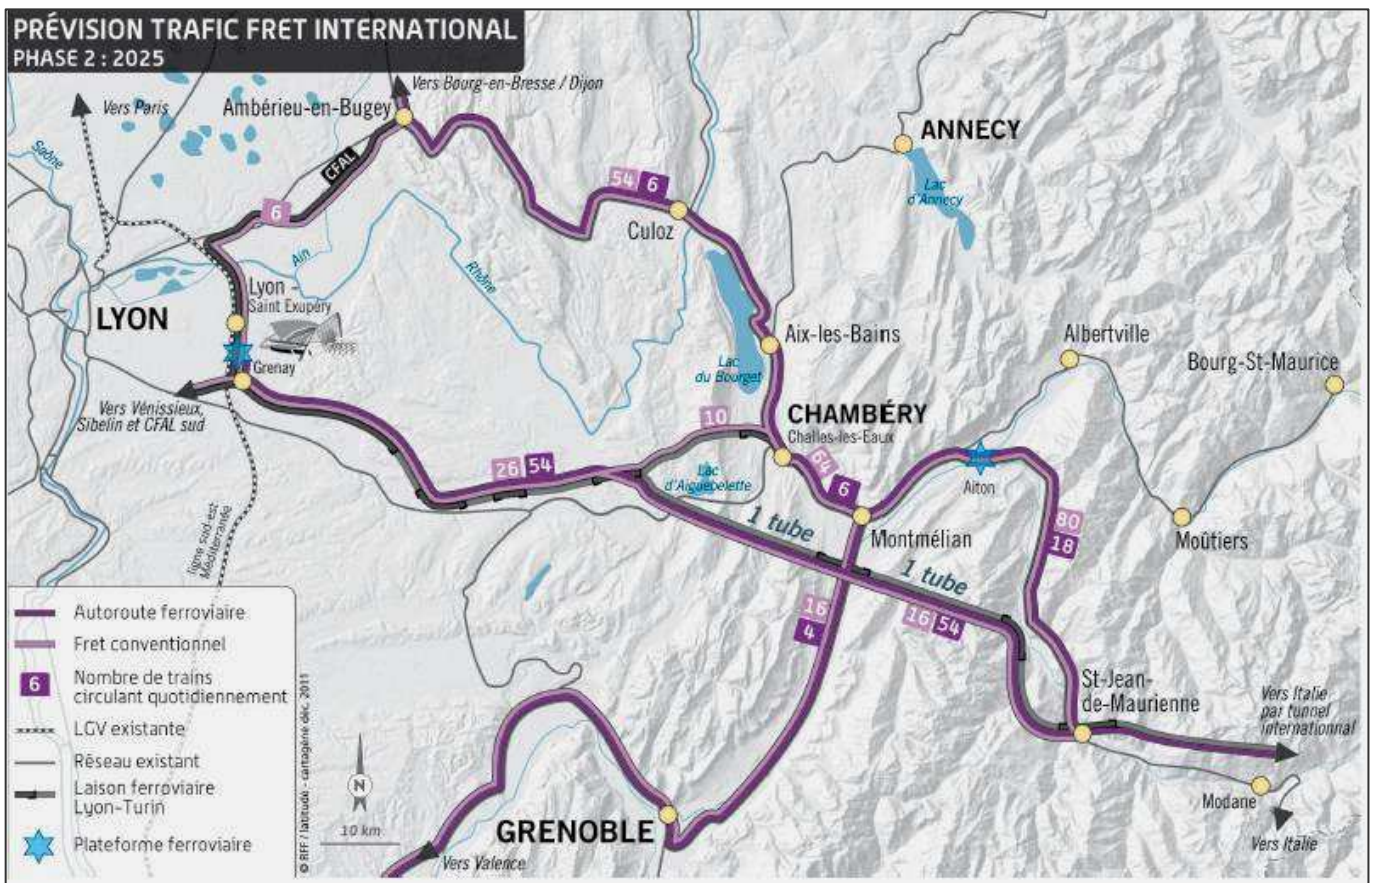 PRÉVISION TRAFIC FRET INTERNATIONAL
PHASE 2 : 2025
Vers Bourg-en-Bresse / Dijon
Vers Paris
Ambérieu-en-Bugey
ANNECY
CFAL
Saône
Lac
d'Annecy
54 6
6
Culoz
Ain
Rhône
Lyon -
Saint Exupéry
LYON
Aix-les-Bains
Albertville
Grenay
Lac
du Bourget
Bourg-St-Maurice
Vers Vénissieux,
Sibelin et CFAL sud
10
CHAMBÉRY
Challes-les-Eaux
26 54
64
6
Lac
d'Aiguebelette
Aiton
ligne sud est
Méditerranée
1 tube
Montmélian
80
18
Moûtiers
1 tube
16
4
16 54
Autoroute ferroviaire
Fret conventionnel
6
Nombre de trains
circulant quotidiennement
LGV existante
Réseau existant
Laison ferroviaire
Lyon-Turin
Plateforme ferroviaire
St-Jean-
de-Maurienne
Vers Italie
par tunnel
internationnal
© RFF / latitude - cartagène déc. 2011
N
10 km
Modane
GRENOBLE
Vers Italie
Vers Valence